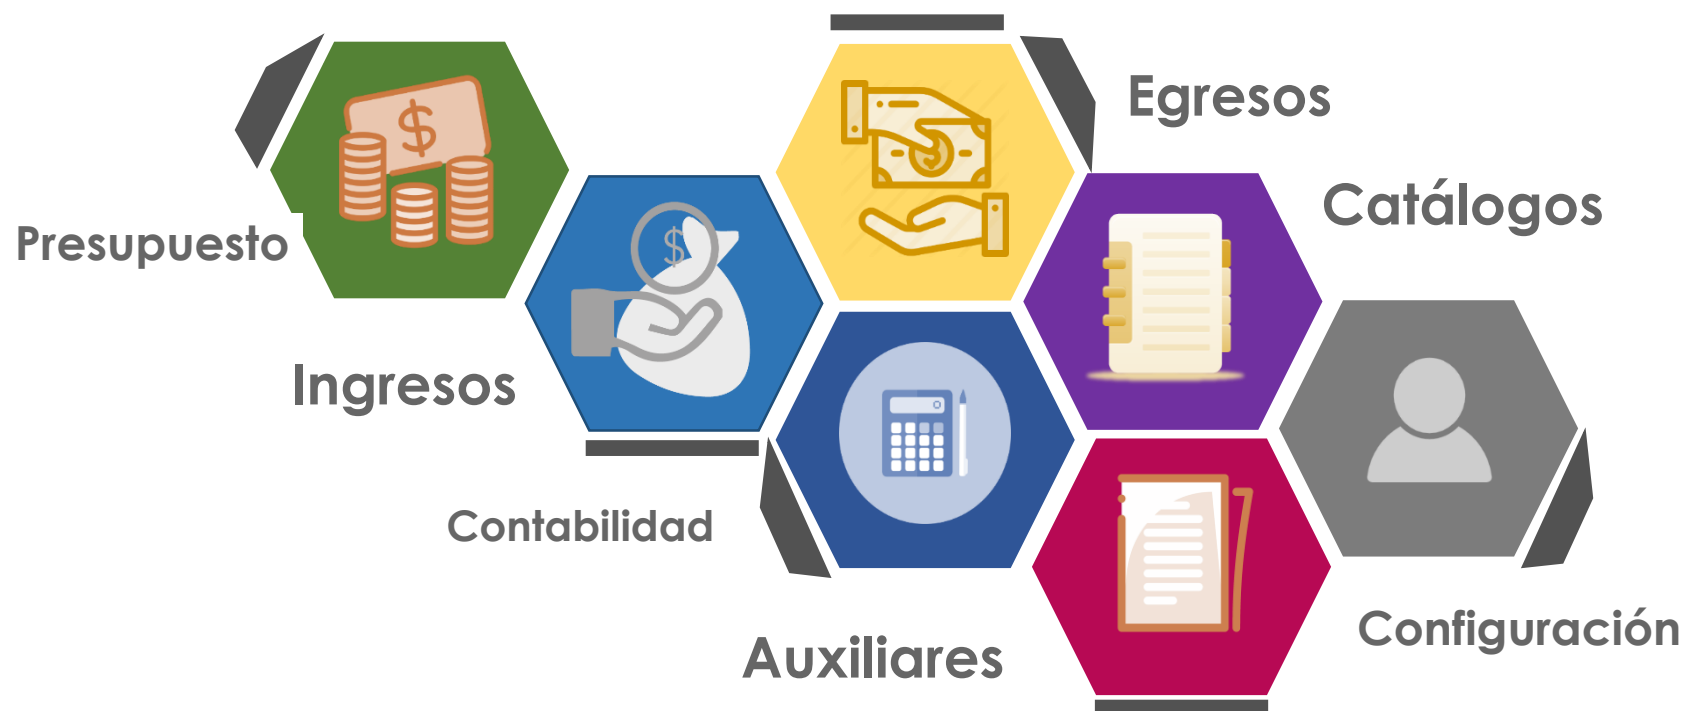 Egresos
Catálogos
Presupuesto
Ingresos
Contabilidad
Configuración
Auxiliares